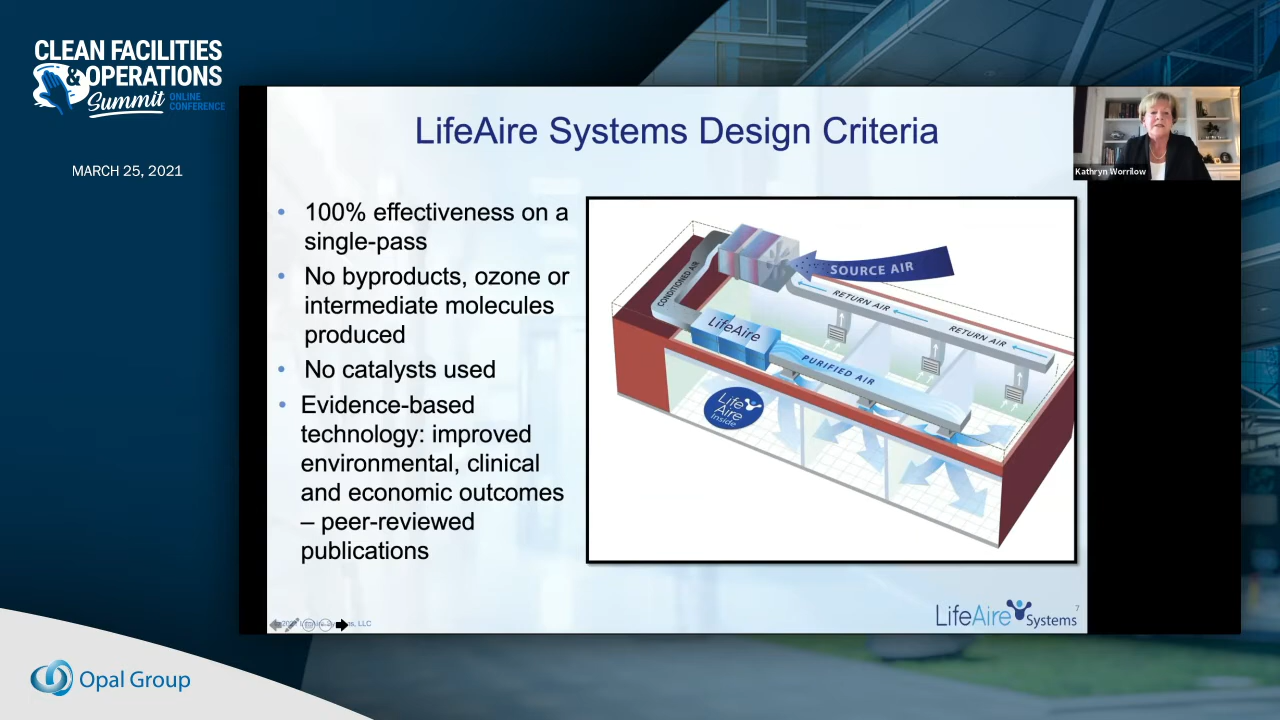 CLEAN FACILITIES
& OPERATIONS
Summit ONLINE
CONFERENCE
MARCH 25, 2021
LifeAire Systems Design Criteria
Kathryn Worrilow
• 100% effectiveness on a
single-pass
• No byproducts, ozone or
intermediate molecules
produced
• No catalysts used
• Evidence-based
technology: improved
environmental, clinical
and economic outcomes
– peer-reviewed
publications
SOURCE AIR
CONDITIONED AIR
RETURN AIR
RETURN AIR
LifeAire
PURIFIED AIR
Life
Aire
Inside
LLC
LifeAire Systems
7
Opal Group